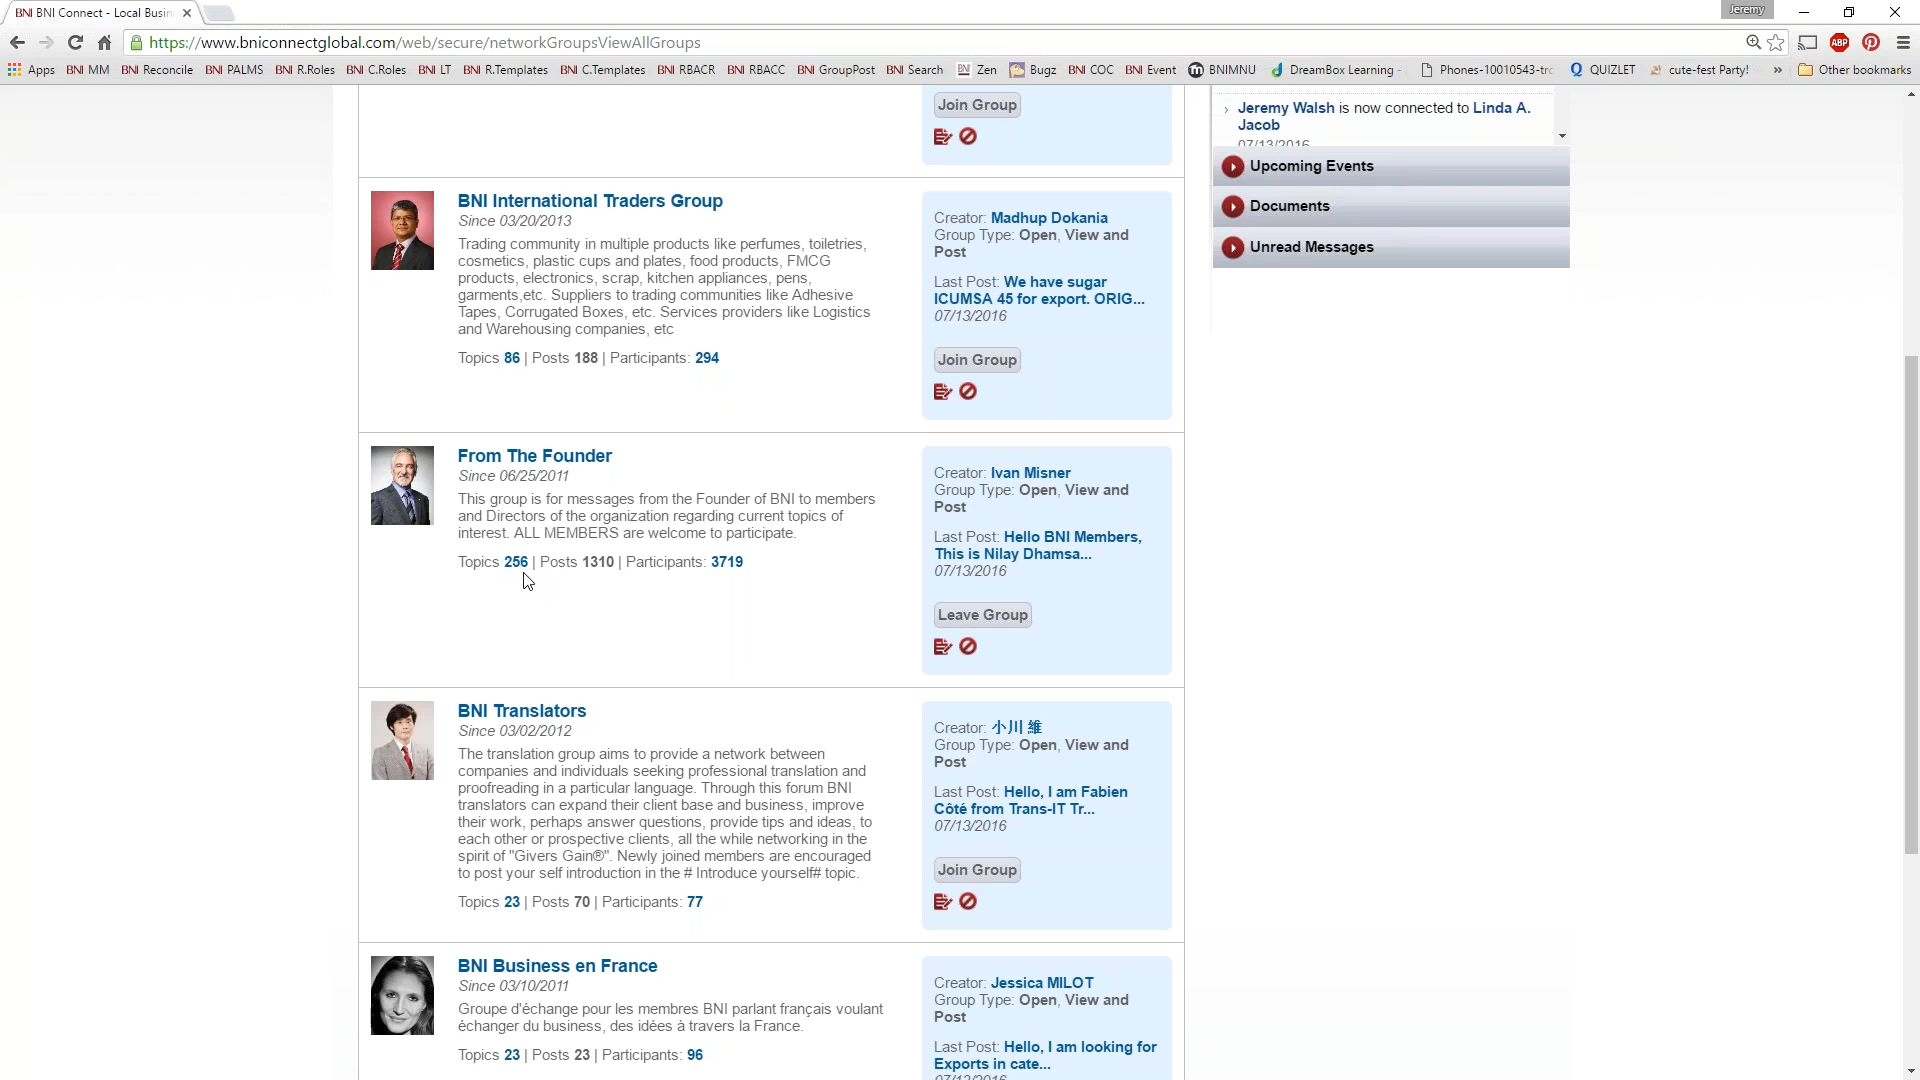 BNI BNI Connect - Local Busin
Jeremy
https://www.bniconnectglobal.com/web/secure/networkGroupsViewAllGroups
ABP
Apps BNI MM BNI Reconcile BNI PALMS BNI R.Roles BNI C.Roles BNI LT BNI R.Templates BNI C.Templates BNI RBACR BNI RBACC BNI GroupPost BNI Search BNI Zen Bugz BNI COC BNI Event BNIMNU DreamBox Learning - Phones-10010543-trc QUIZLET cute-fest Party! » Other bookmarks
Join Group
Jeremy Walsh is now connected to Linda A.
Jacob
07/13/2016
Upcoming Events
Documents
Unread Messages
BNI International Traders Group
Since 03/20/2013
Trading community in multiple products like perfumes, toiletries,
cosmetics, plastic cups and plates, food products, FMCG
products, electronics, scrap, kitchen appliances, pens,
garments,etc. Suppliers to trading communities like Adhesive
Tapes, Corrugated Boxes, etc. Services providers like Logistics
and Warehousing companies, etc
Topics 86 | Posts 188 | Participants: 294
Creator: Madhup Dokania
Group Type: Open, View and
Post
Last Post: We have sugar
ICUMSA 45 for export. ORIG...
07/13/2016
Join Group
From The Founder
Since 06/25/2011
This group is for messages from the Founder of BNI to members
and Directors of the organization regarding current topics of
interest. ALL MEMBERS are welcome to participate.
Topics 256 | Posts 1310 | Participants: 3719
Creator: Ivan Misner
Group Type: Open, View and
Post
Last Post: Hello BNI Members,
This is Nilay Dhamsa...
07/13/2016
Leave Group
BNI Translators
Since 03/02/2012
The translation group aims to provide a network between
companies and individuals seeking professional translation and
proofreading in a particular language. Through this forum BNI
translators can expand their client base and business, improve
their work, perhaps answer questions, provide tips and ideas, to
each other or prospective clients, all the while networking in the
spirit of "Givers Gain®". Newly joined members are encouraged
to post your self introduction in the # Introduce yourself# topic.
Topics 23 | Posts 70 | Participants: 77
Creator: 小川 維
Group Type: Open, View and
Post
Last Post: Hello, I am Fabien
Côté from Trans-IT Tr...
07/13/2016
Join Group
BNI Business en France
Since 03/10/2011
Groupe d'échange pour les membres BNI parlant français voulant
échanger du business, des idées à travers la France.
Topics 23 | Posts 23 | Participants: 96
Creator: Jessica MILOT
Group Type: Open, View and
Post
Last Post: Hello, I am looking for
Exports in cate...
07/13/2016